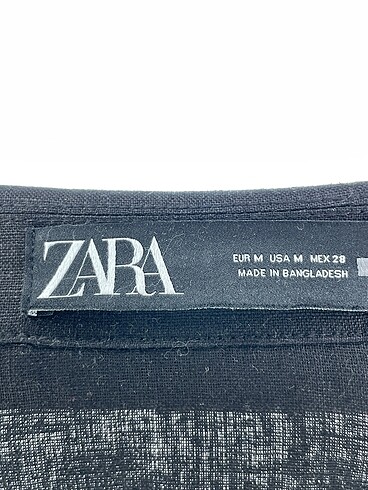 ZARA
EUR M USA M MEX 28
MADE IN BANGLADESH